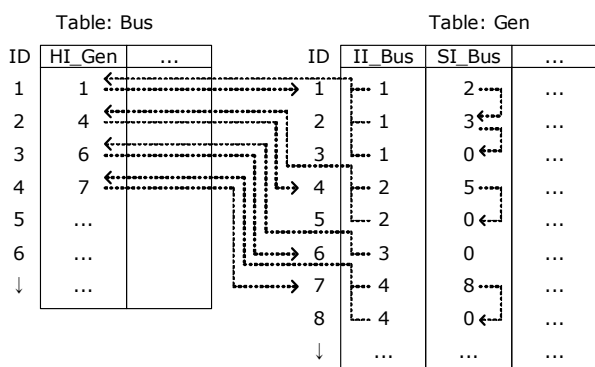 Table: Bus Table: Gen
ID HI_Gen ... ID II_Bus SI_Bus ...
1 1 1 1 2 ...
2 4 2 1 3 ...
3 6 3 1 0 ...
4 7 4 2 5 ...
5 ... 5 2 0 ...
6 ... 6 3 0 ...
↓ ... 7 4 8 ...
8 4 0 ...
↓ ... ... ...